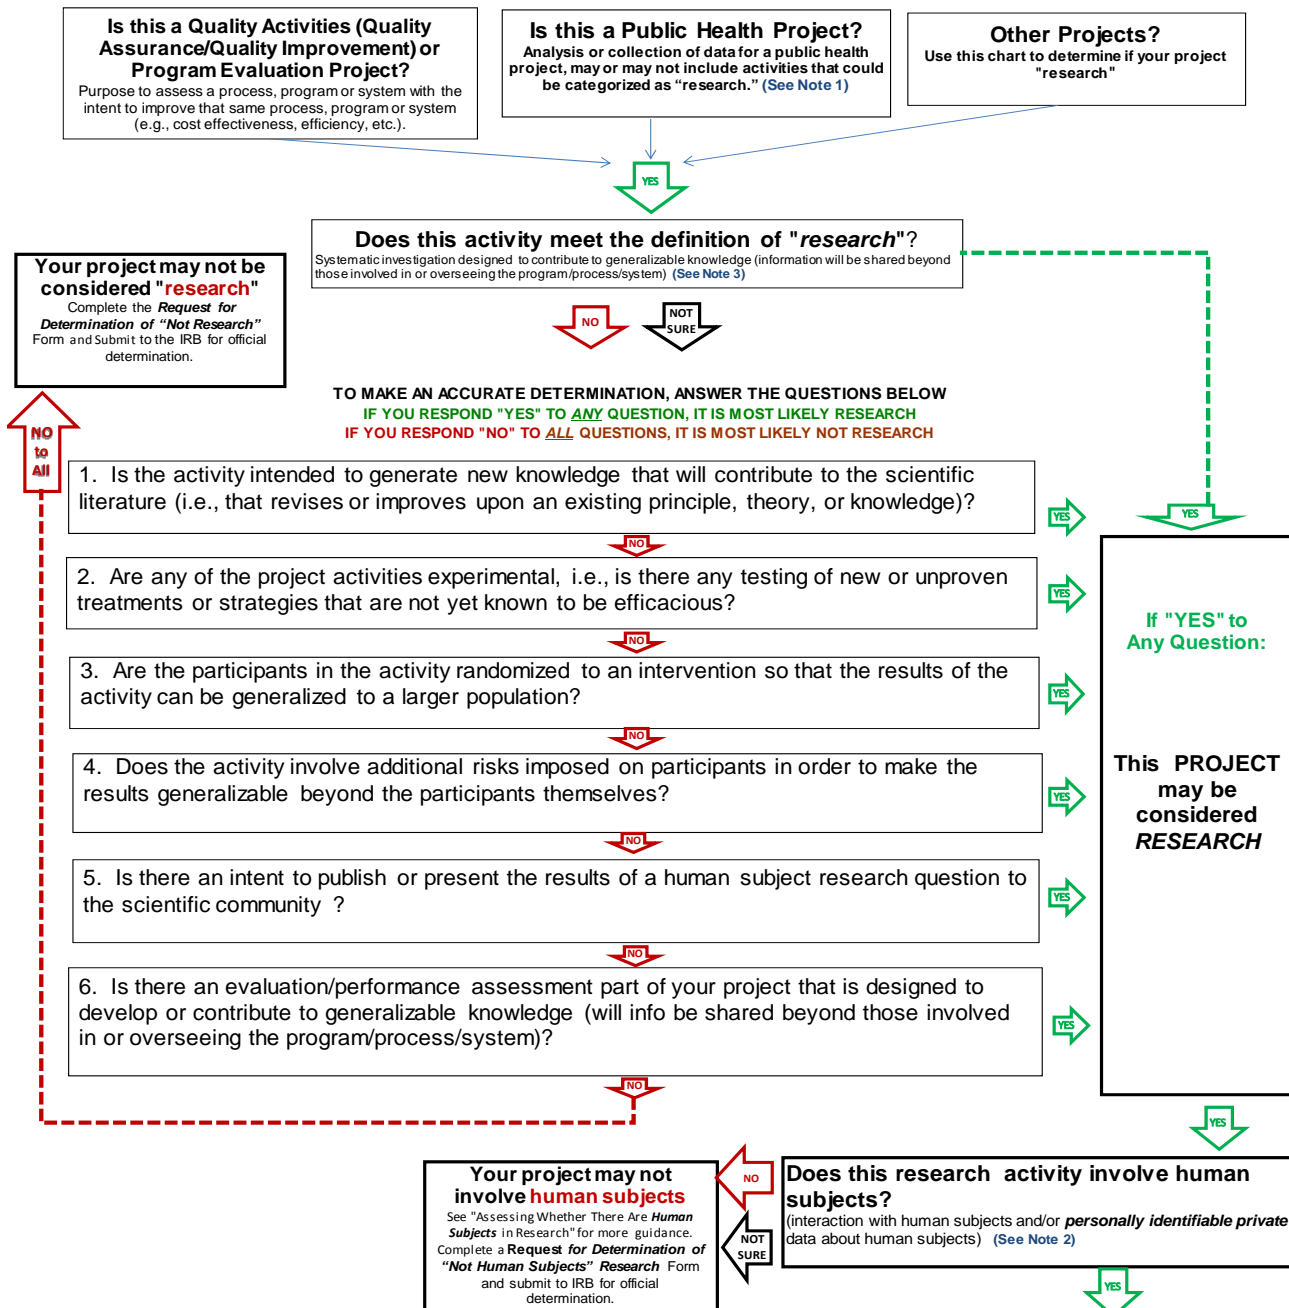 Is this a Quality Activities (Quality
Assurance/Quality Improvement) or
Program Evaluation Project?
Purpose to assess a process, program or system with the
intent to improve that same process, program or system
(e.g., cost effectiveness, efficiency, etc.).
Is this a Public Health Project?
Analysis or collection of data for a public health
project, may or may not include activities that could
be categorized as “research.” (See Note 1)
Other Projects?
Use this chart to determine if your project
"research"
YES
Does this activity meet the definition of "research"?
Systematic investigation designed to contribute to generalizable knowledge (information will be shared beyond
those involved in or overseeing the program/process/system) (See Note 3)
Your project may not be
considered "research"
Complete the Request for
Determination of “Not Research”
Form and Submit to the IRB for official
determination.
NO
NOT
SURE
TO MAKE AN ACCURATE DETERMINATION, ANSWER THE QUESTIONS BELOW
IF YOU RESPOND "YES" TO ANY QUESTION, IT IS MOST LIKELY RESEARCH
IF YOU RESPOND "NO" TO ALL QUESTIONS, IT IS MOST LIKELY NOT RESEARCH
NO
to
All
1. Is the activity intended to generate new knowledge that will contribute to the scientific
literature (i.e., that revises or improves upon an existing principle, theory, or knowledge)?
YES
YES
NO
2. Are any of the project activities experimental, i.e., is there any testing of new or unproven
treatments or strategies that are not yet known to be efficacious?
YES
NO
3. Are the participants in the activity randomized to an intervention so that the results of the
activity can be generalized to a larger population?
YES
NO
4. Does the activity involve additional risks imposed on participants in order to make the
results generalizable beyond the participants themselves?
YES
NO
5. Is there an intent to publish or present the results of a human subject research question to
the scientific community ?
YES
NO
6. Is there an evaluation/performance assessment part of your project that is designed to
develop or contribute to generalizable knowledge (will info be shared beyond those involved
in or overseeing the program/process/system)?
YES
NO
If "YES" to
Any Question:
This PROJECT
may be
considered
RESEARCH
YES
Does this research activity involve human
subjects?
(interaction with human subjects and/or personally identifiable private
data about human subjects) (See Note 2)
NO
NOT
SURE
Your project may not
involve human subjects
See "Assessing Whether There Are Human
Subjects in Research" for more guidance.
Complete a Request for Determination of
“Not Human Subjects” Research Form
and submit to IRB for official
determination.
YES